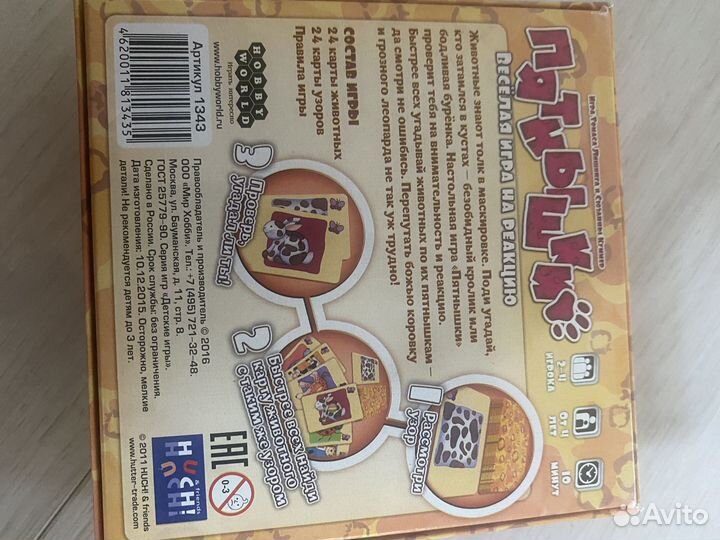 Игра Томаса Лишинга и Сюзанны Кример
ПЯТНЫШКИ
ВЕСЁЛАЯ ИГРА НА РЕАКЦИЮ
2-4
ИГРОКА
ОТ 4
ЛЕТ
10
МИНУТ
Животные знают толк в маскировке. Поди угадай,
кто затаился в кустах — безобидный кролик или
бодливая бурёнка. Настольная игра «Пятнышки»
проверит тебя на внимательность и реакцию.
Быстрее всех угадывай животных по их пятнышкам —
да смотри не ошибись. Перепутать божью коровку
и грозного леопарда не так уж трудно!
СОСТАВ ИГРЫ
24 карты животных
24 карты узоров
Правила игры
1
Рассмотри
узор
2
Быстрее всех найди
карту животного
с таким же узором
3
Проверь,
угадал ли ты!
HOBBY
WORLD
Играть интересно
www.hobbyworld.ru
Артикул 1343
4620011813435
Правообладатель и производитель © 2016
ООО «Мир Хобби». Тел.: +7 (495) 721-32-48.
Москва, ул. Бауманская, д. 11, стр. 8.
ГОСТ 25779-90. Серия игр «Детские игры».
Сделано в России. Срок службы: без ограничения.
Дата изготовления: 10.12.2015. Осторожно, мелкие
детали! Не рекомендуется детям до 3 лет.
EAC
0-3
HUCH!
& friends
HUCH!
© 2011 HUCH! & friends
www.hutter-trade.com
Avito